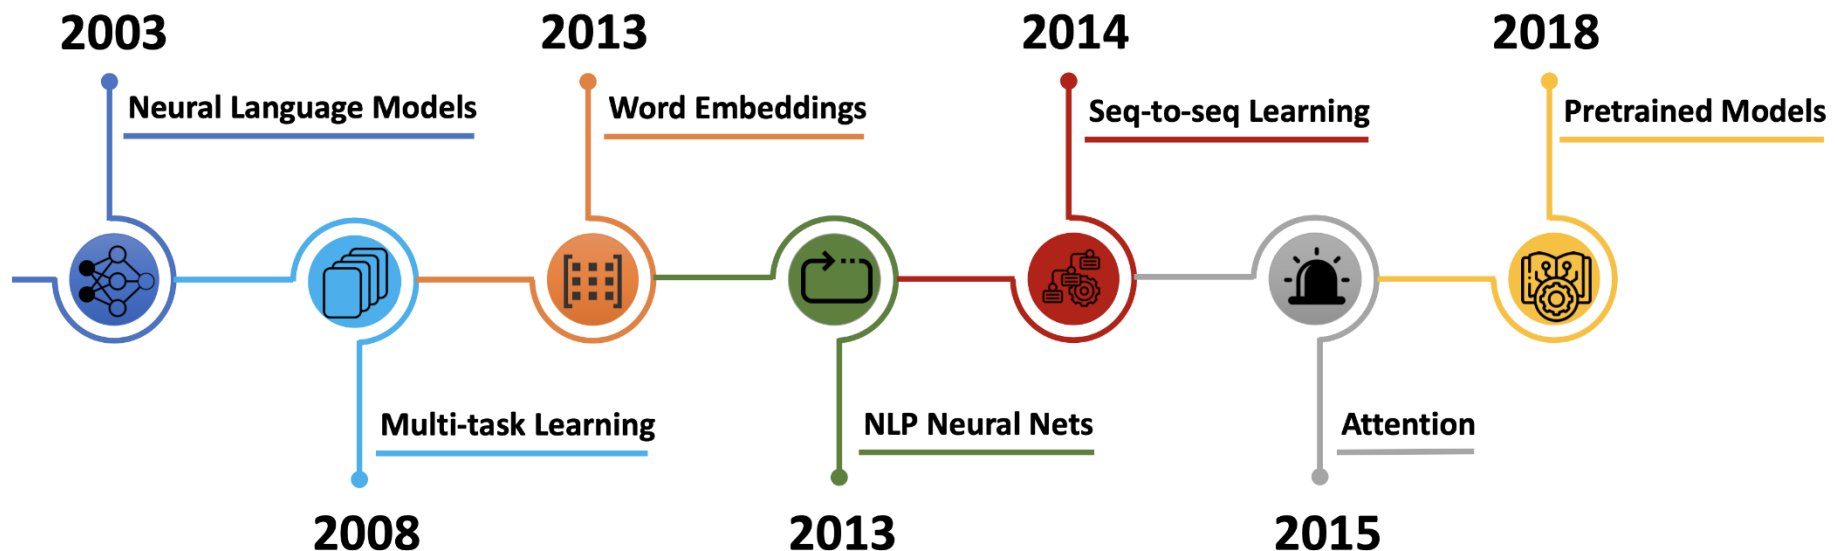 2003
Neural Language Models
2008
Multi-task Learning
2013
Word Embeddings
2013
NLP Neural Nets
2014
Seq-to-seq Learning
2015
Attention
2018
Pretrained Models